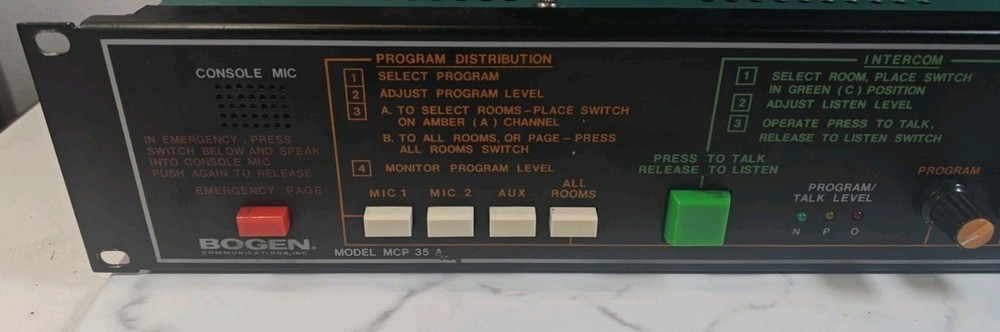 CONSOLE MIC
IN EMERGENCY, PRESS
SWITCH BELOW AND SPEAK
INTO CONSOLE MIC.
PUSH AGAIN TO RELEASE
EMERGENCY PAGE
BOGEN®
COMMUNICATIONS, INC.
PROGRAM DISTRIBUTION
1 SELECT PROGRAM
2 ADJUST PROGRAM LEVEL
3 A. TO SELECT ROOMS-PLACE SWITCH
ON AMBER (A) CHANNEL
B. TO ALL ROOMS, OR PAGE-PRESS
ALL ROOMS SWITCH
4 MONITOR PROGRAM LEVEL
MIC 1 MIC 2 AUX ALL
ROOMS
MODEL MCP 35 A
INTERCOM
1 SELECT ROOM, PLACE SWITCH
IN GREEN (C) POSITION
2 ADJUST LISTEN LEVEL
3 OPERATE PRESS TO TALK,
RELEASE TO LISTEN SWITCH
PRESS TO TALK
RELEASE TO LISTEN
PROGRAM/
TALK LEVEL
N P O
PROGRAM